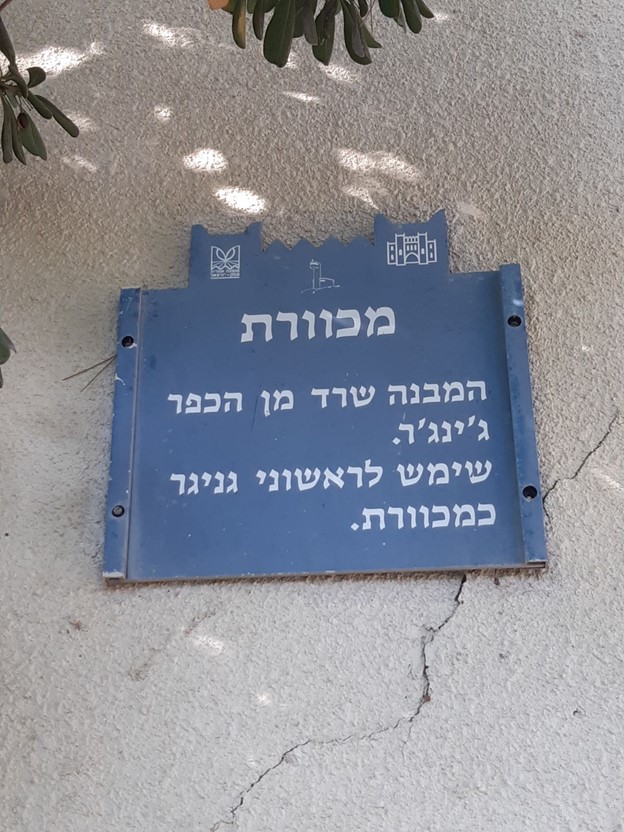 מכוורת
המבנה שרד מן הכפר
ג'ינג'ר.
שימש לראשוני גניגר
כמכוורת.